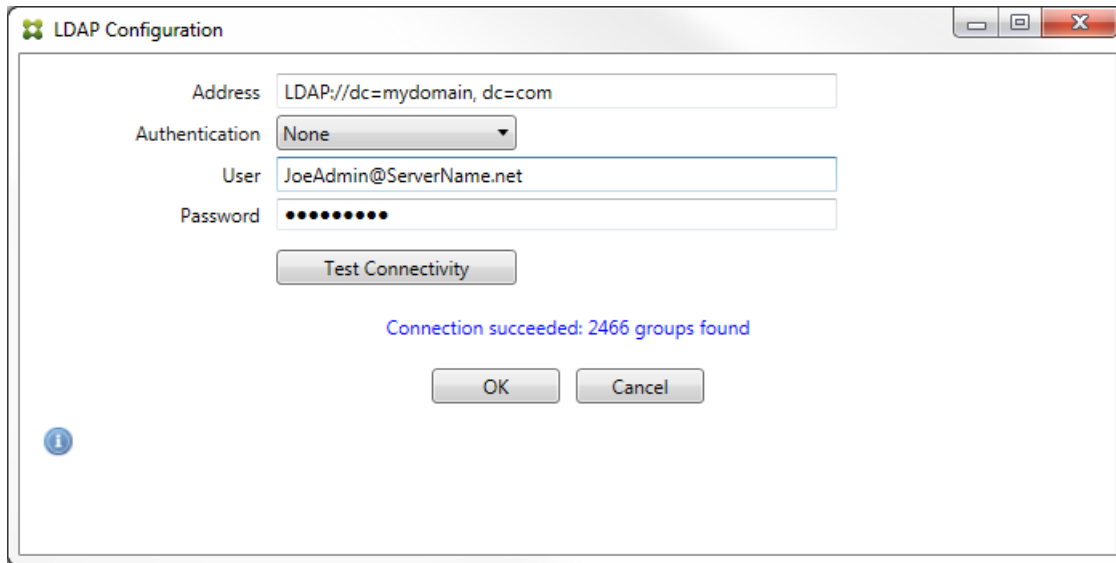 LDAP Configuration
Address LDAP://dc=mydomain, dc=com
Authentication None
User JoeAdmin@ServerName.net
Password •••••••••
Test Connectivity
Connection succeeded: 2466 groups found
OK Cancel